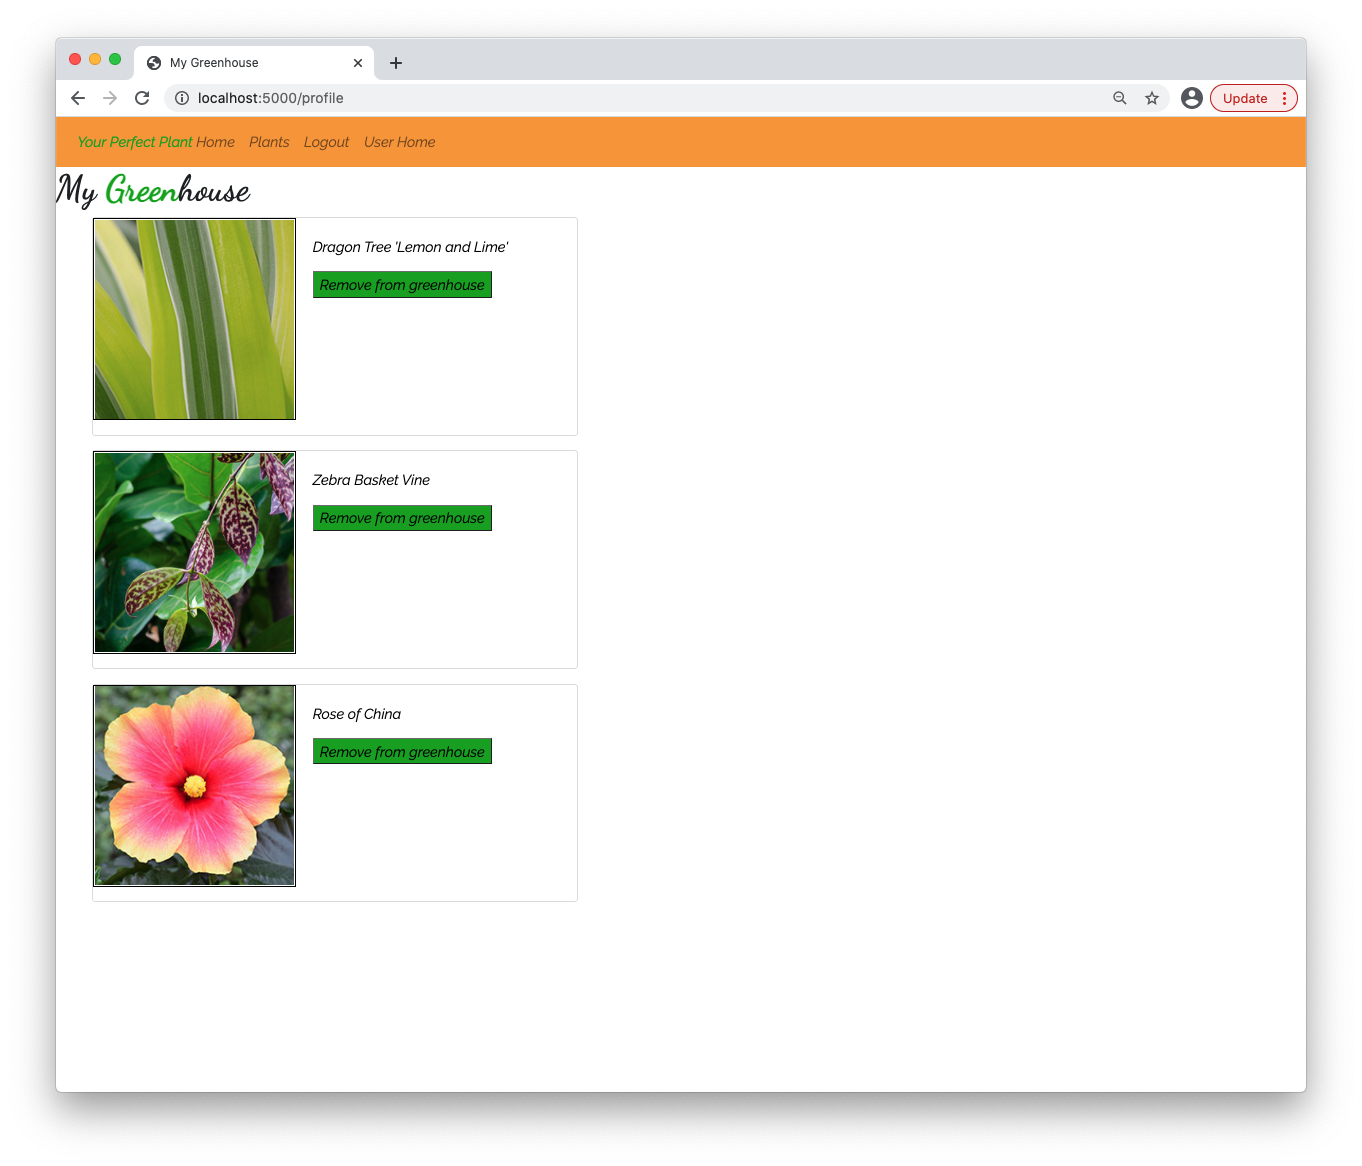 My Greenhouse
localhost:5000/profile
Update
Your Perfect Plant Home Plants Logout User Home
My Greenhouse
Dragon Tree 'Lemon and Lime'
Remove from greenhouse
Zebra Basket Vine
Remove from greenhouse
Rose of China
Remove from greenhouse